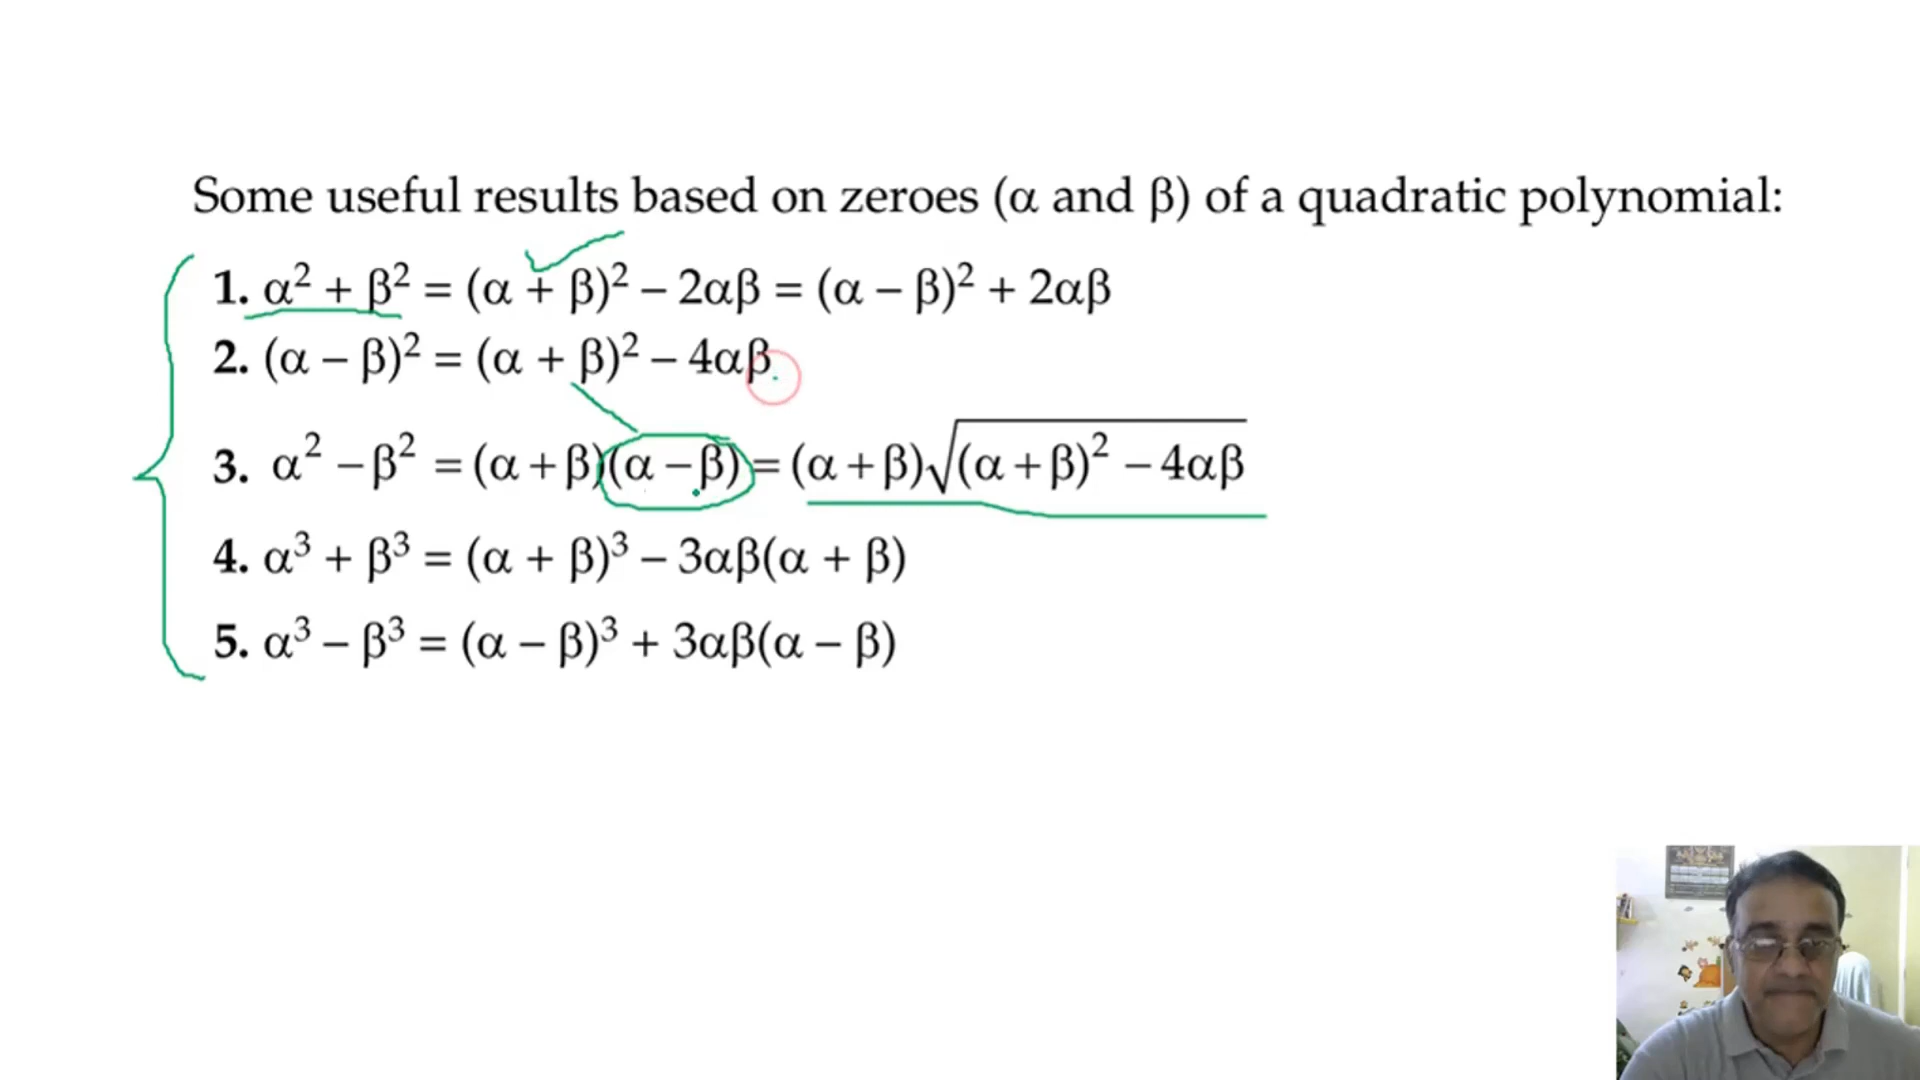 Some useful results based on zeroes (α and β) of a quadratic polynomial:
1. α² + β² = (α + β)² – 2αβ = (α – β)² + 2αβ
2. (α – β)² = (α + β)² – 4αβ
3. α² – β² = (α + β)(α – β) = (α + β)√(α + β)² – 4αβ
4. α³ + β³ = (α + β)³ – 3αβ(α + β)
5. α³ – β³ = (α – β)³ + 3αβ(α – β)